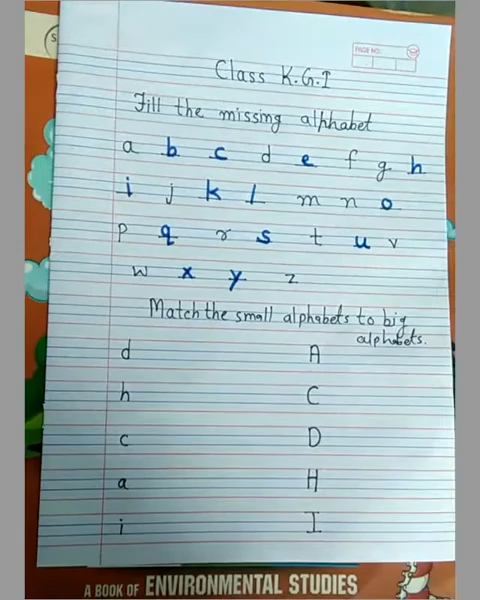 PAGE NO.:
Class K.G.I
Fill the missing alphabet
a b c d e f g h
i j k l m n o
p q r s t u v
w x y z
Match the small alphabets to big
alphabets.
d A
h C
c D
a H
i I
A BOOK OF ENVIRONMENTAL STUDIES